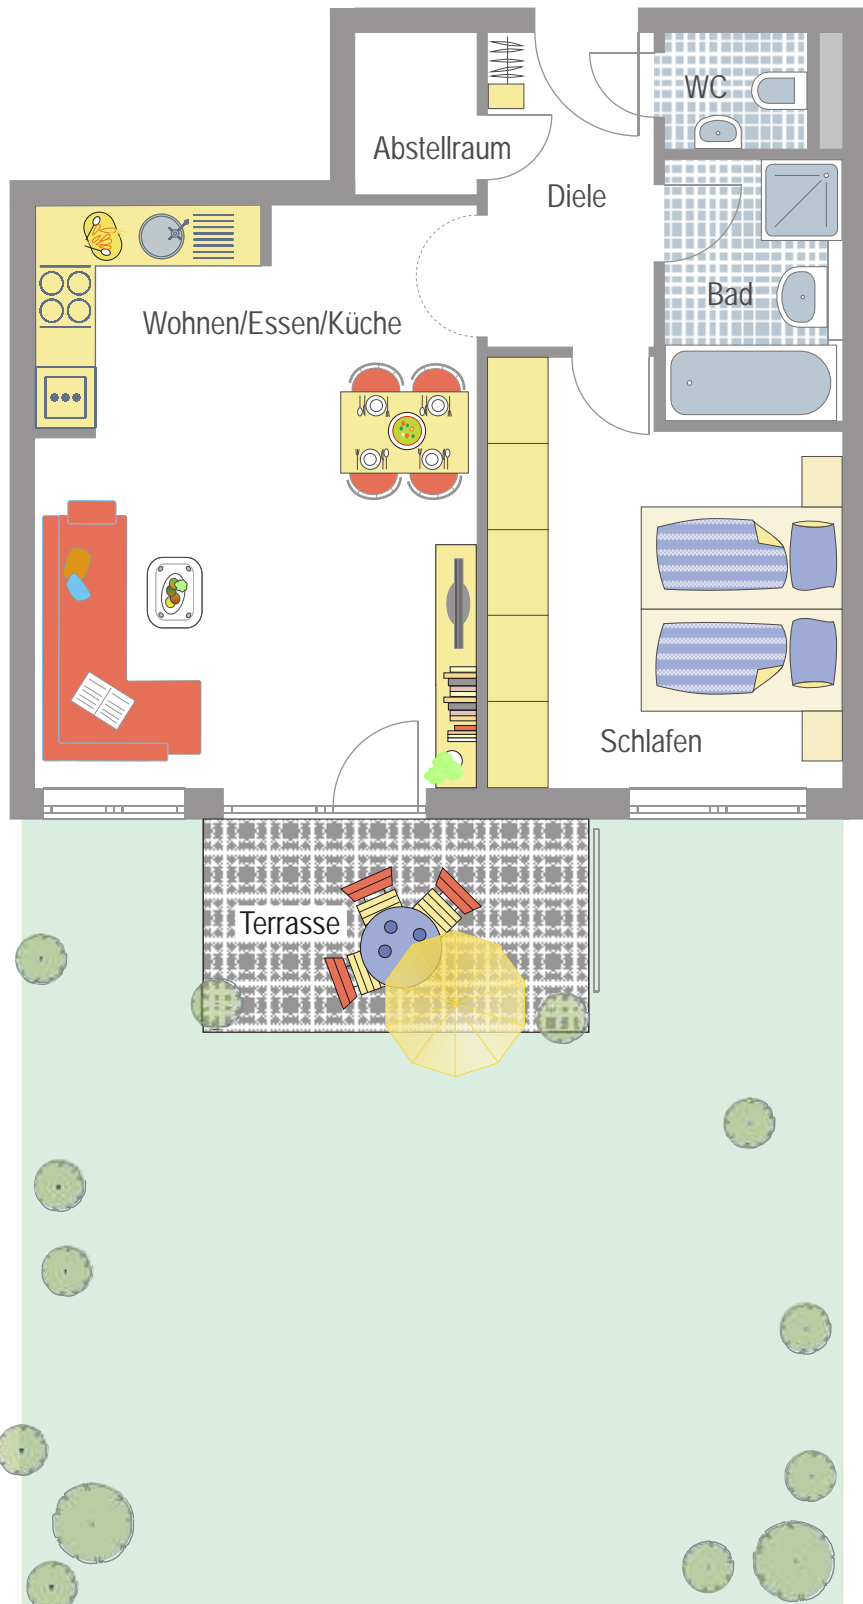 WC
Abstellraum
Diele
Bad
Wohnen/Essen/Küche
Schlafen
Terrasse